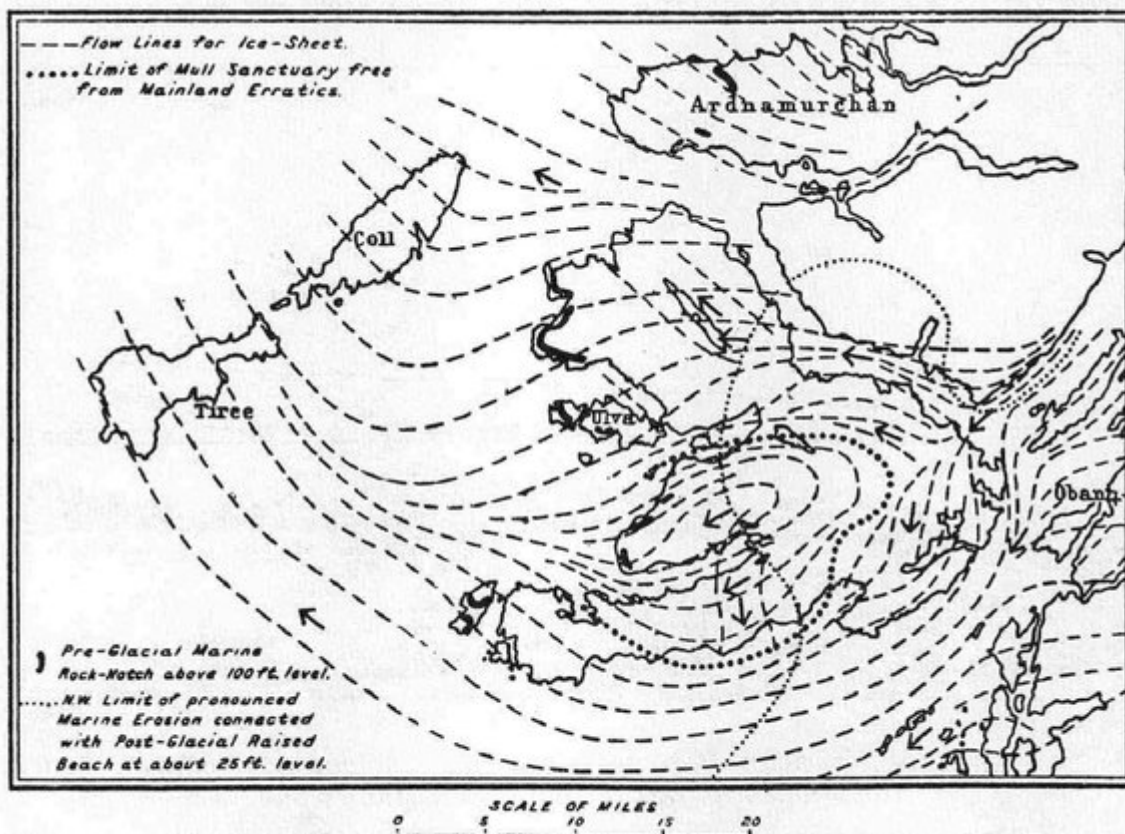 Flow Lines for Ice-Sheet.
Limit of Mull Sanctuary free
from Mainland Erratics.
Ardnamurchan
Coll
Tiree
Ulva
Obann
Pre-Glacial Marine
Rock-Notch above 100ft. level.
N.W. Limit of pronounced
Marine Erosion connected
with Post-Glacial Raised
Beach at about 25ft. level.
SCALE OF MILES
0 5 10 15 20